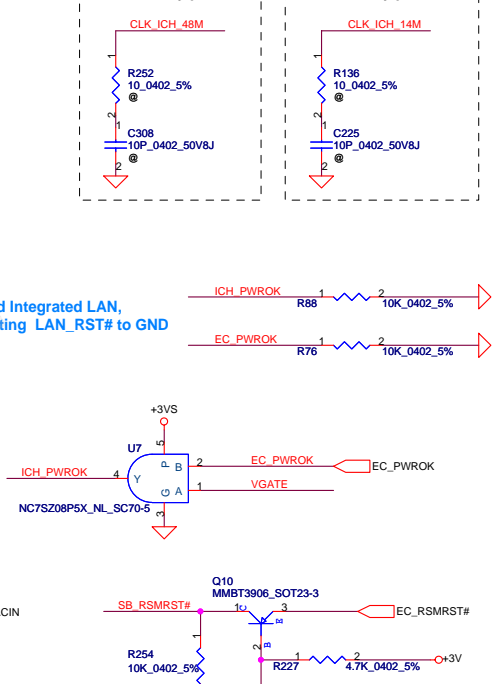 CLK_ICH_48M
CLK_ICH_14M
1
R252
10_0402_5%
@
2
1
C308
10P_0402_50V8J
@
2
1
R136
10_0402_5%
@
2
1
C225
10P_0402_50V8J
@
2
d Integrated LAN,
ting LAN_RST# to GND
ICH_PWROK
1
2
R88
10K_0402_5%
EC_PWROK
1
2
R76
10K_0402_5%
+3VS
5
U7
P
B
2
EC_PWROK
EC_PWROK
ICH_PWROK
4
Y
G
A
1
VGATE
NC7SZ08P5X_NL_SC70-5
3
Q10
MMBT3906_SOT23-3
ACIN
SB_RSMRST#
1
C
E
3
EC_RSMRST#
1
2
B
R254
10K_0402_5%
R227
1
2
4.7K_0402_5%
+3V